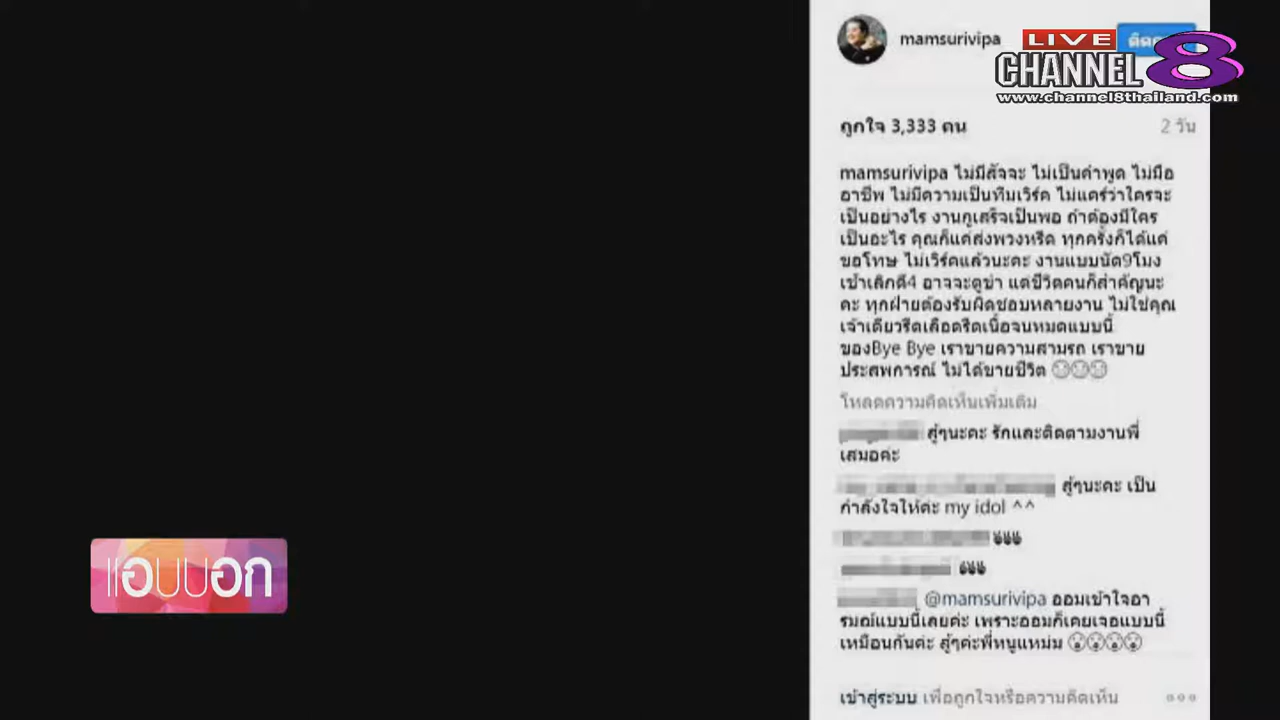 mamsurivipa
LIVE
CHANNEL 8
www.channel8thailand.com
ถูกใจ 3,333 คน
2 วัน
mamsurivipa ไม่มีสัจจะ ไม่เป็นคำพูด ไม่มือ
อาชีพ ไม่มีความเป็นทีมเวิร์ค ไม่แคร์ว่าใครจะ
เป็นอย่างไร งานกูเสร็จเป็นพอ ถ้าต้องมีใคร
เป็นอะไร คุณก็แค่ส่งพวงหรีด ทุกครั้งก็ได้แต่
ขอโทษ ไม่เวิร์คแล้วนะคะ งานแบบนัด9โมง
เช้าเลิกตี4 อาจจะดูขำ แต่ชีวิตคนก็สำคัญนะ
คะ ทุกฝ่ายต้องรับผิดชอบหลายงาน ไม่ใช่คุณ
เจ้าเดียวรีดเลือดรีดเนื้อจนหมดแบบนี้
ของBye Bye เราขายความสามรถ เราขาย
ประสพการณ์ ไม่ได้ขายชีวิต
โหลดความคิดเห็นเพิ่มเติม
สู้ๆนะคะ รักและติดตามงานพี่
เสมอค่ะ
สู้ๆนะคะ เป็น
กำลังใจให้ค่ะ my idol ^^
@mamsurivipa ออมเข้าใจอา
รมณ์แบบนี้เลยค่ะ เพราะออมก็เคยเจอแบบนี้
เหมือนกันค่ะ สู้ๆค่ะพี่หนูแหม่ม
เข้าสู่ระบบ เพื่อถูกใจหรือความคิดเห็น
แอบบอก